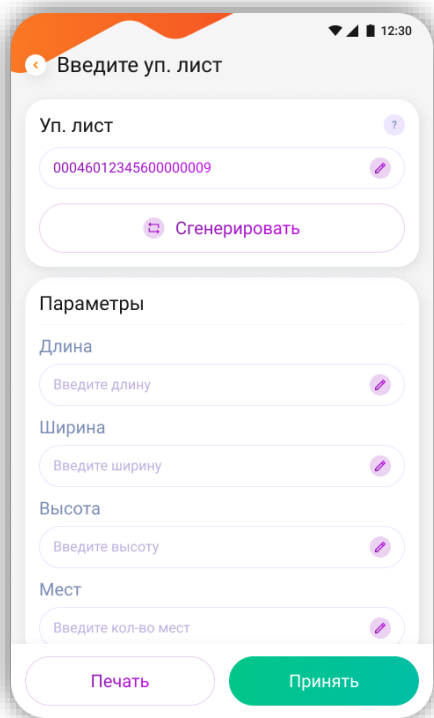 12:30
Введите уп. лист
Уп. лист
?
00046012345600000009
Сгенерировать
Параметры
Длина
Введите длину
Ширина
Введите ширину
Высота
Введите высоту
Мест
Введите кол-во мест
Печать
Принять